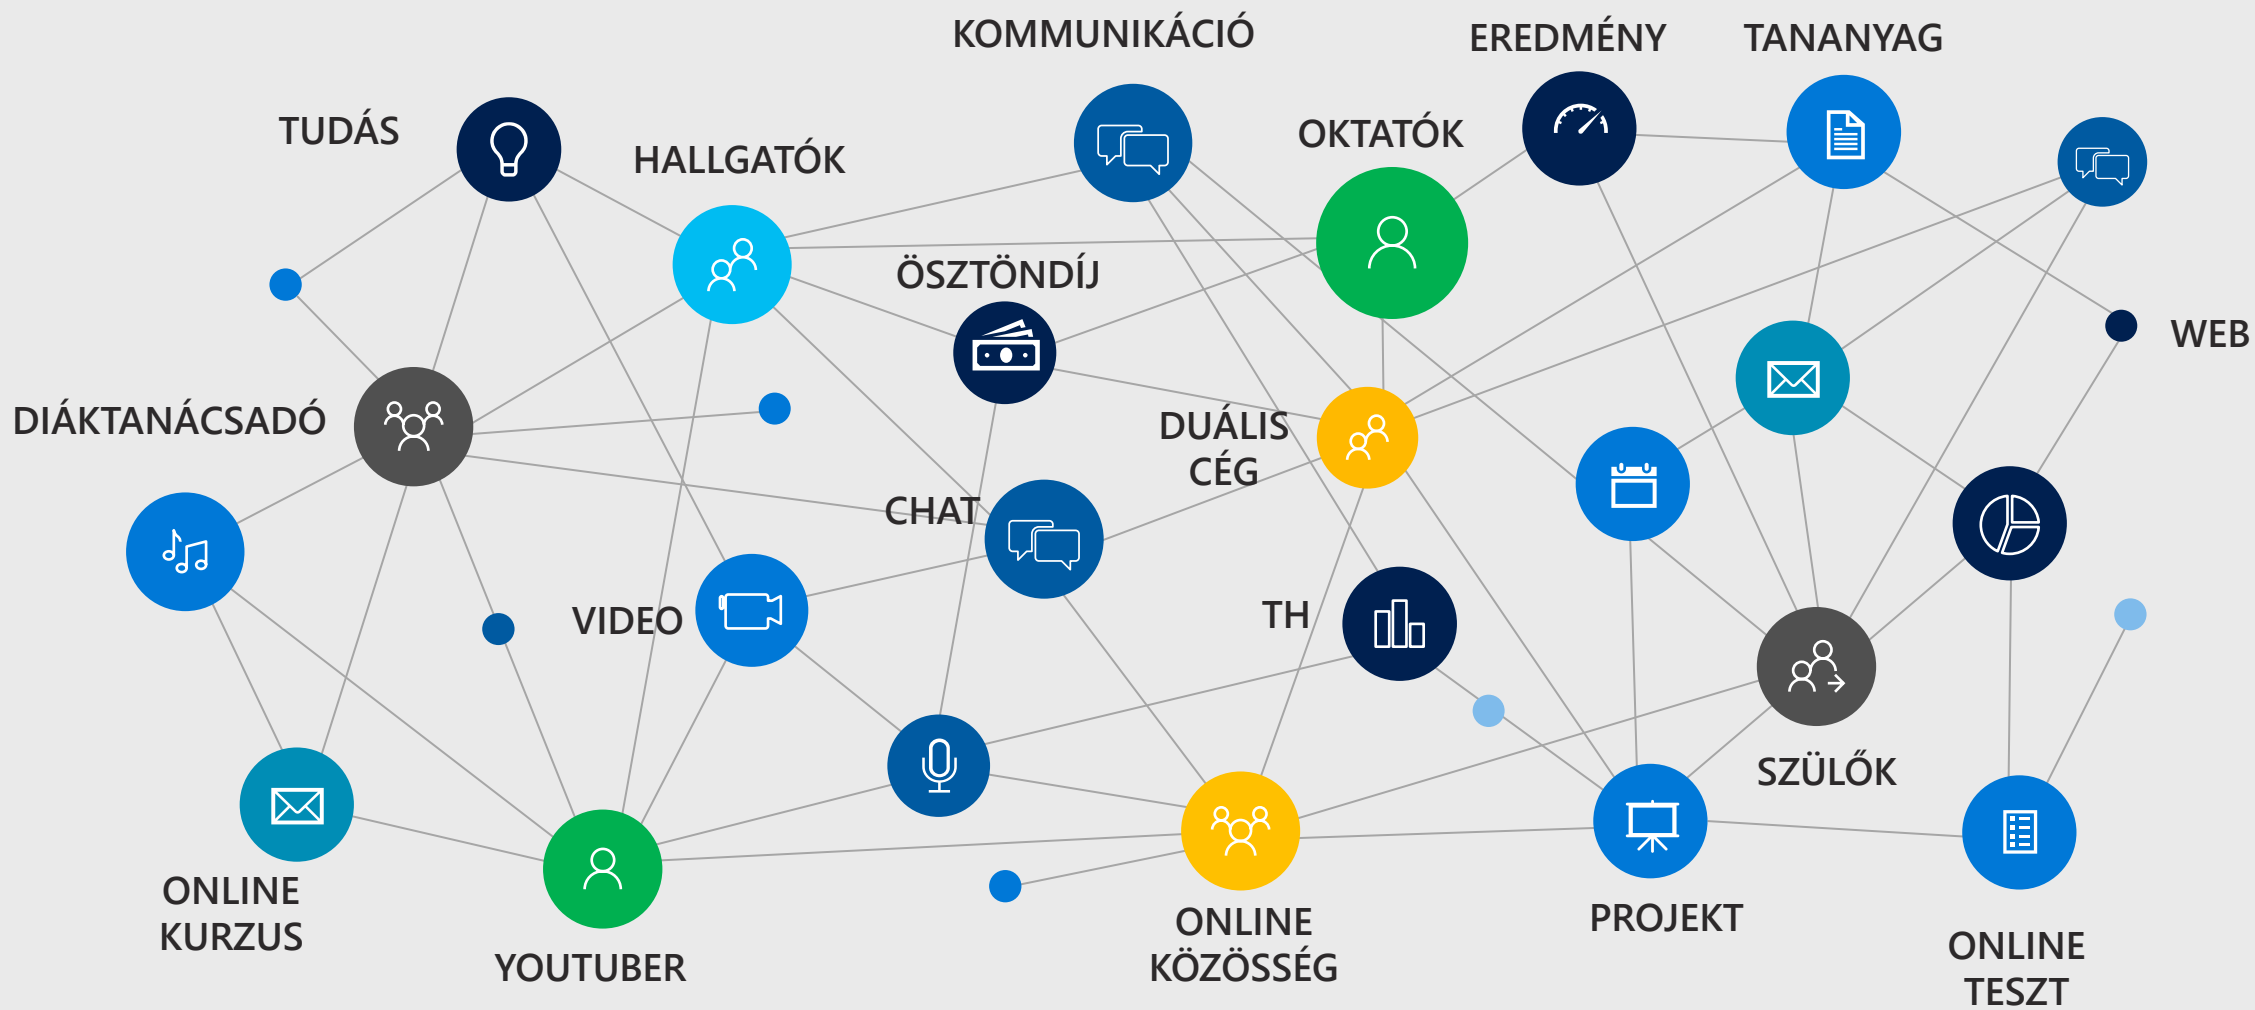 KOMMUNIKÁCIÓ
EREDMÉNY
TANANYAG
TUDÁS
HALLGATÓK
OKTATÓK
ÖSZTÖNDÍJ
WEB
DIÁKTANÁCSADÓ
DUÁLIS
CÉG
CHAT
VIDEO
TH
SZÜLŐK
ONLINE
KURZUS
YOUTUBER
ONLINE
KÖZÖSSÉG
PROJEKT
ONLINE
TESZT